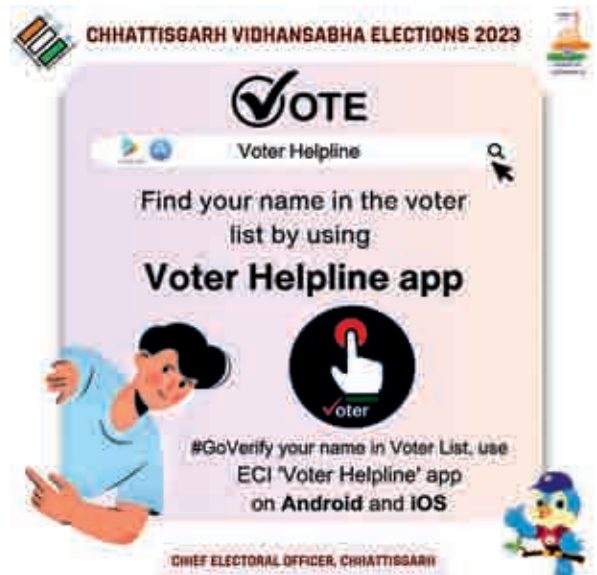 CHHATTISGARH VIDHANSABHA ELECTIONS 2023
VOTE
Voter Helpline
Find your name in the voter
list by using
Voter Helpline app
Voter
#GoVerify your name in Voter List, use
ECI 'Voter Helpline' app
on Android and iOS
CHIEF ELECTORAL OFFICER, CHHATTISGARH